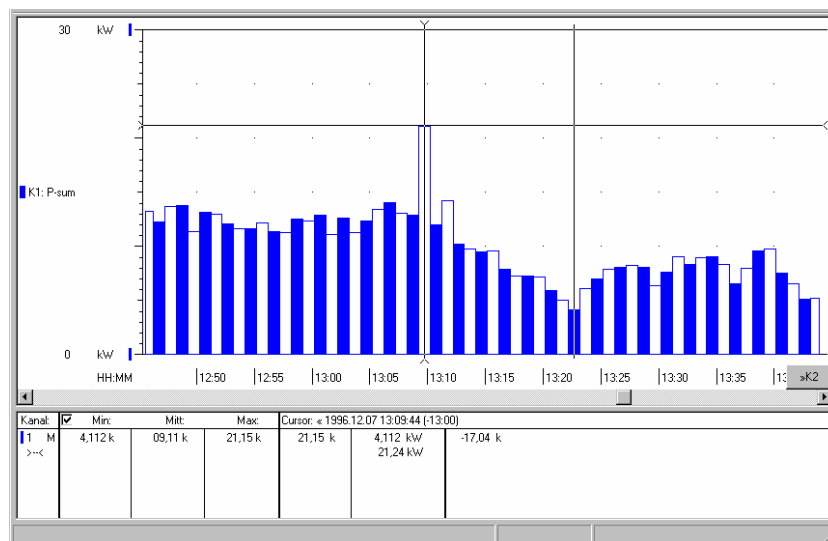 30 kW
K1: P-sum
0 kW
HH:MM 12:50 12:55 13:00 13:05 13:10 13:15 13:20 13:25 13:30 13:35 »K2
Kanal: Min: Mitt: Max: Cursor: « 1996.12.07 13:09:44 (-13:00)
1 M 4,112 k 09,11 k 21,15 k 21,15 k 4,112 kW -17,04 k
>--< 21,24 kW